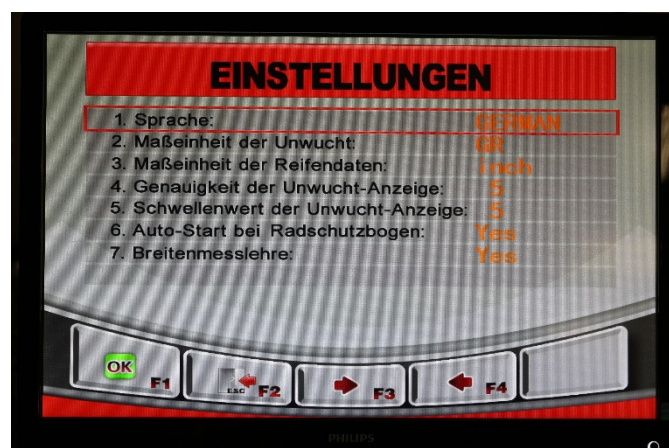 EINSTELLUNGEN
1. Sprache: GERMAN
2. Maßeinheit der Unwucht: GR
3. Maßeinheit der Reifendaten: inch
4. Genauigkeit der Unwucht-Anzeige: 5
5. Schwellenwert der Unwucht-Anzeige: 5
6. Auto-Start bei Radschutzbogen: Yes
7. Breitenmesslehre: Yes
OK F1 ESC F2 F3 F4
PHILIPS